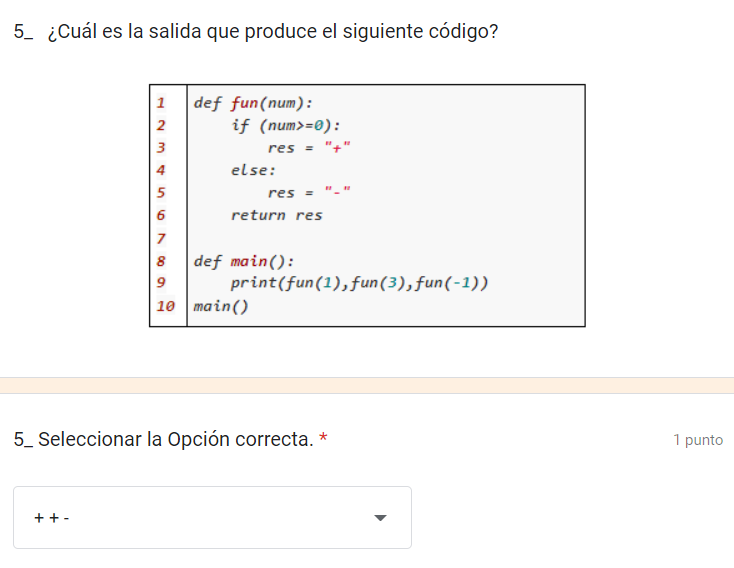 5_ ¿Cuál es la salida que produce el siguiente código?
1 def fun(num):
2 if (num>=0):
3 res = "+"
4 else:
5 res = "-"
6 return res
7
8 def main():
9 print(fun(1),fun(3),fun(-1))
10 main()
5_ Seleccionar la Opción correcta. *
1 punto
+ + -